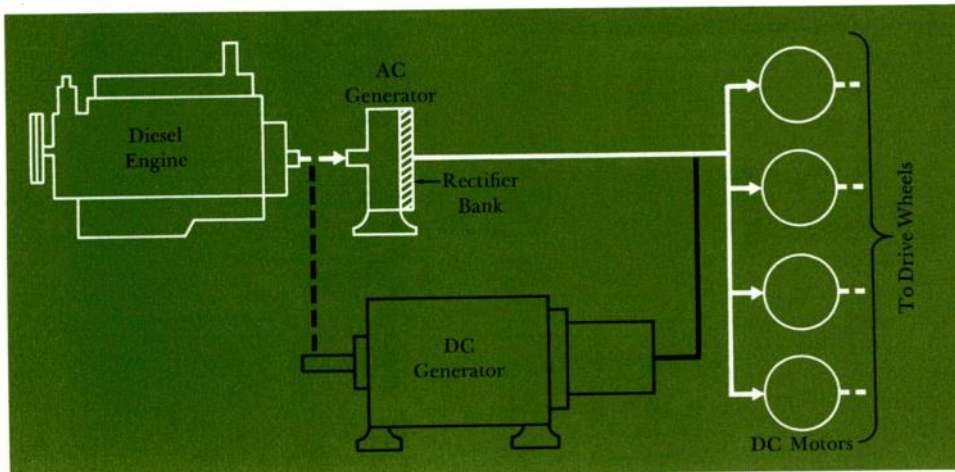 AC
Generator
Diesel
Engine
Rectifier
Bank
DC
Generator
To Drive Wheels
DC Motors